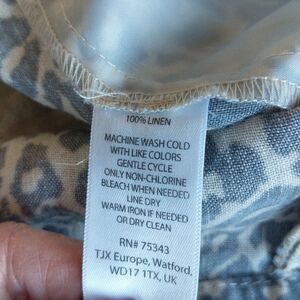 100% LINEN
MACHINE WASH COLD
WITH LIKE COLORS
GENTLE CYCLE
ONLY NON-CHLORINE
BLEACH WHEN NEEDED
LINE DRY
WARM IRON IF NEEDED
OR DRY CLEAN
RN# 75343
TJX Europe, Watford,
WD17 1TX, UK